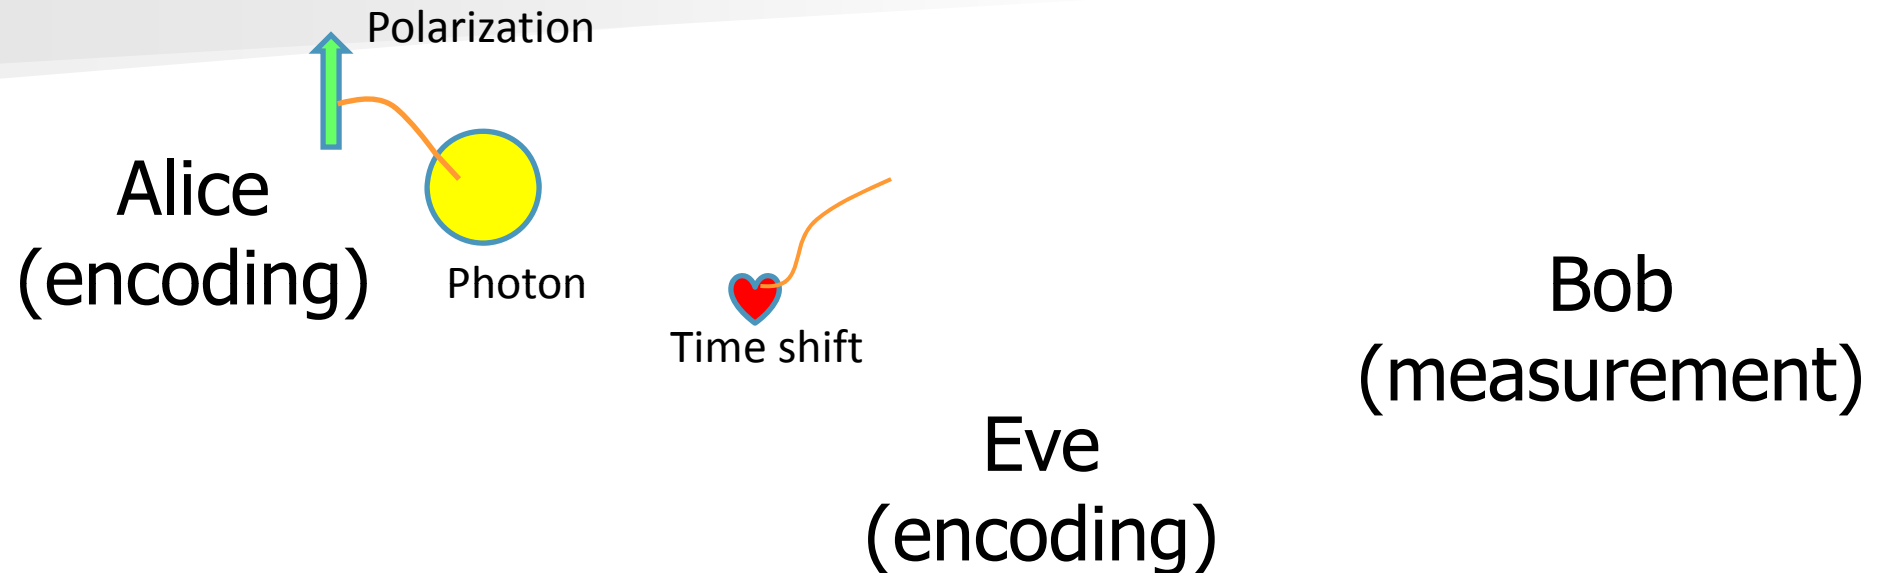 Polarization
Alice
(encoding)
Photon
Time shift
Bob
(measurement)
Eve
(encoding)